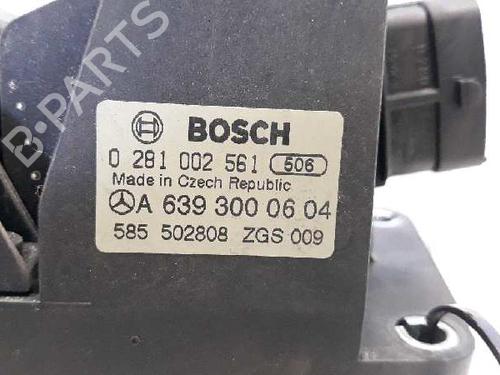 BOSCH
0 281 002 561 506
Made in Czech Republic
A 639 300 06 04
585 502808 ZGS 009
B-PARTS